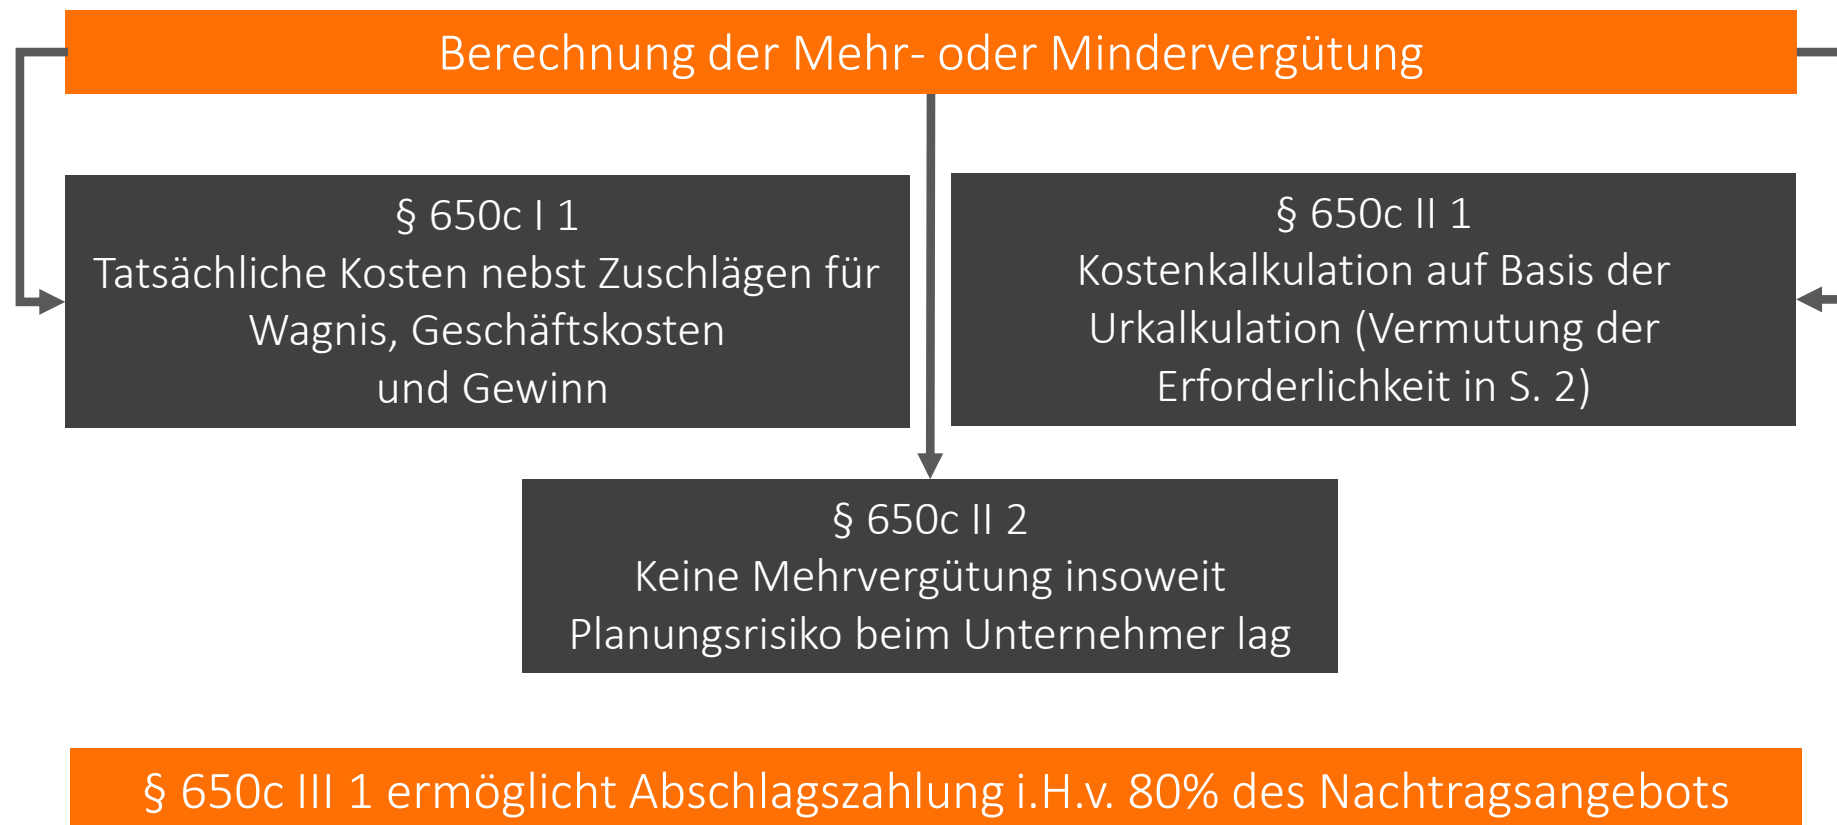 Berechnung der Mehr- oder Mindervergütung
§ 650c I 1
Tatsächliche Kosten nebst Zuschlägen für
Wagnis, Geschäftskosten
und Gewinn
§ 650c II 1
Kostenkalkulation auf Basis der
Urkalkulation (Vermutung der
Erforderlichkeit in S. 2)
§ 650c II 2
Keine Mehrvergütung insoweit
Planungsrisiko beim Unternehmer lag
§ 650c III 1 ermöglicht Abschlagszahlung i.H.v. 80% des Nachtragsangebots